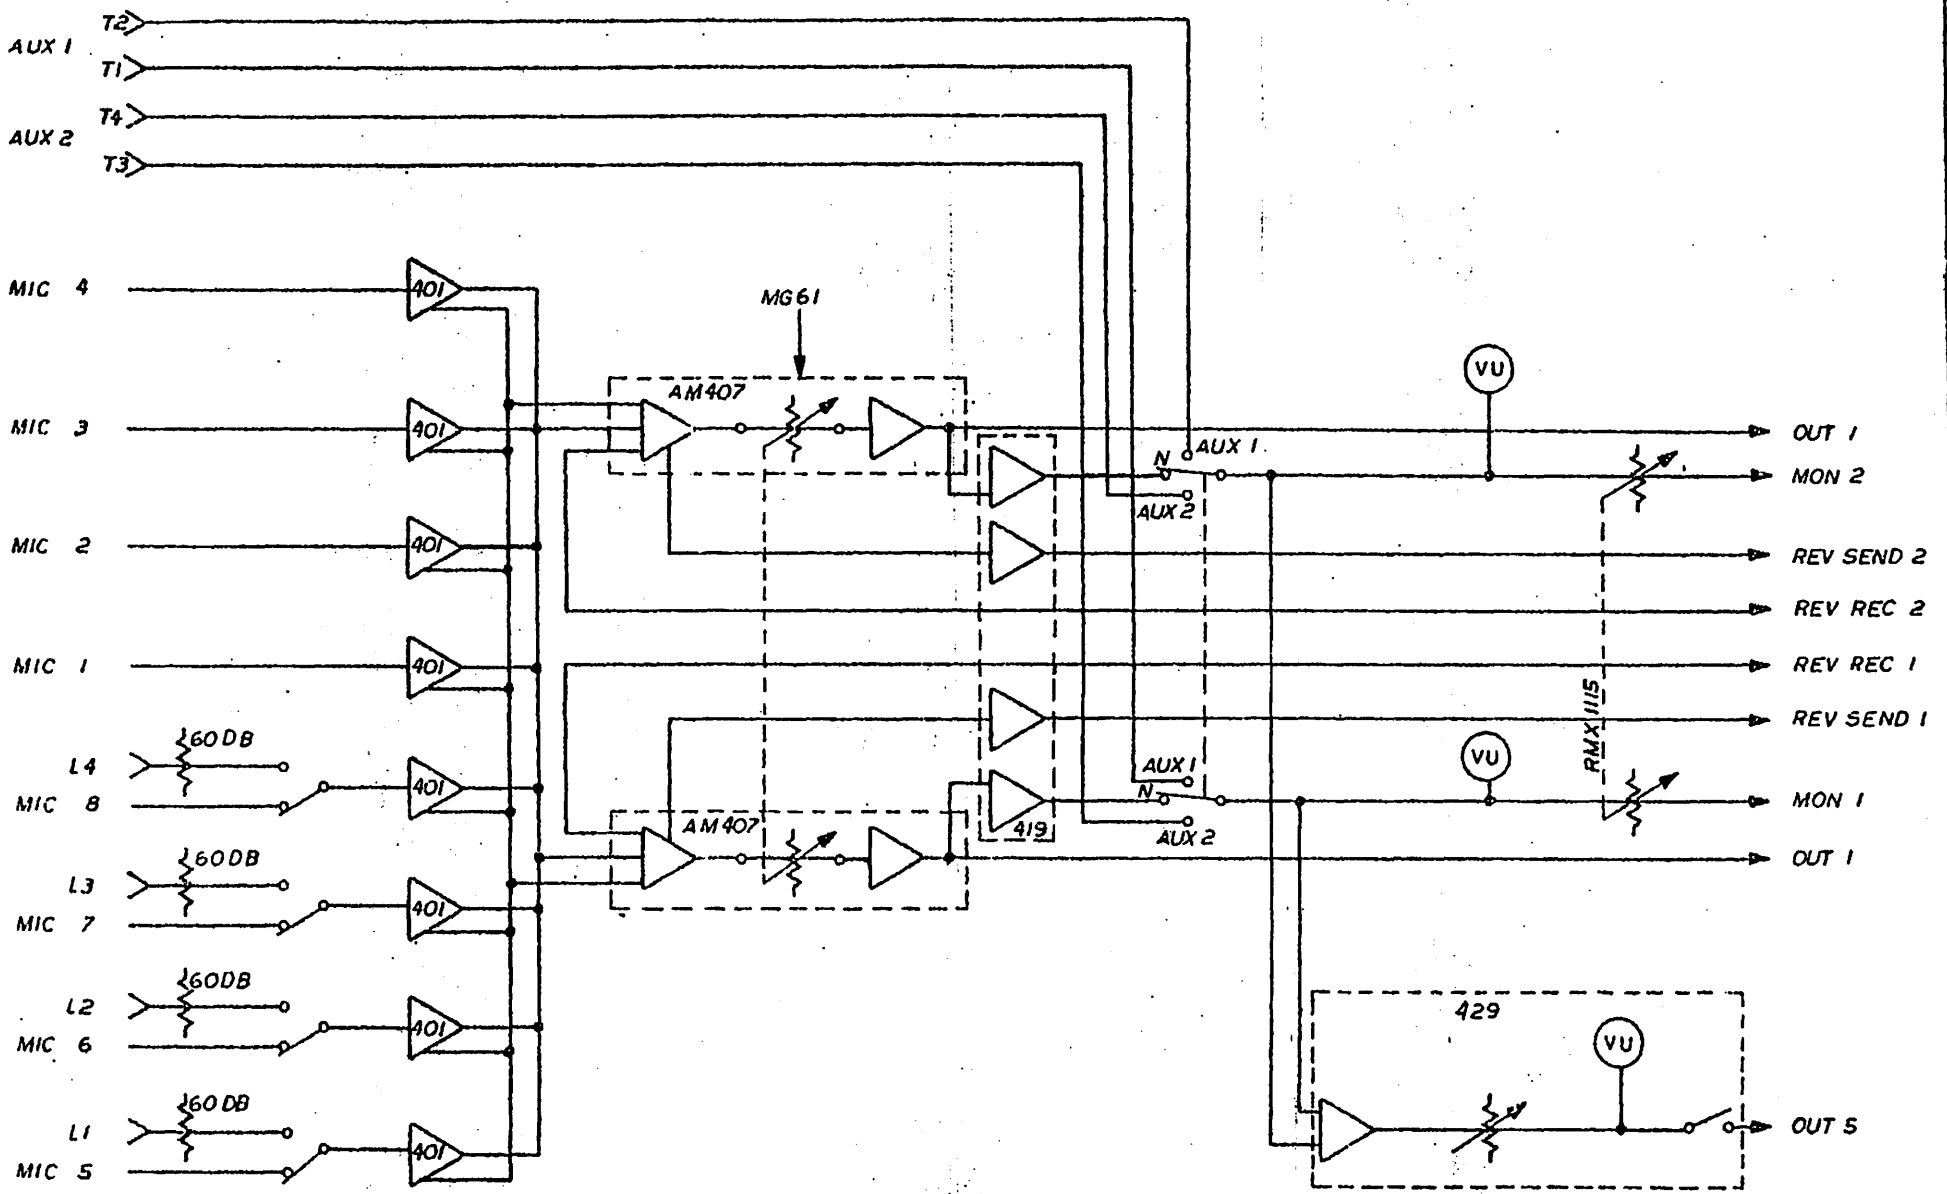 T2
AUX 1
T1
T4
AUX 2
T3
MIC 4
401
MG61
AM407
VU
MIC 3
401
OUT 1
AUX 1
N
MON 2
AUX 2
MIC 2
401
REV SEND 2
REV REC 2
MIC 1
401
REV REC 1
RMX1115
REV SEND 1
60DB
L4
MIC 8
401
AUX 1
N
VU
MON 1
AM407
419
AUX 2
OUT 1
60DB
L3
MIC 7
401
60DB
L2
MIC 6
401
429
VU
60DB
L1
MIC 5
401
OUT 5